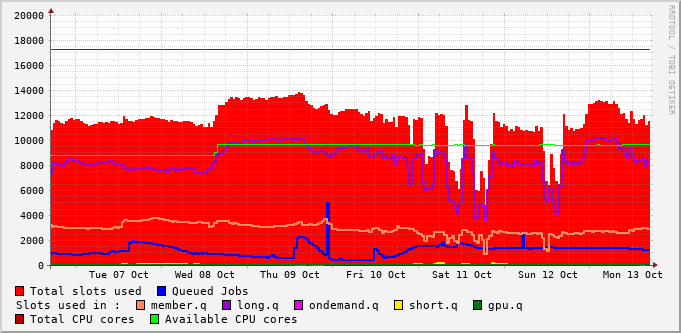 20000
18000
16000
14000
12000
10000
8000
6000
4000
2000
0
Tue 07 Oct Wed 08 Oct Thu 09 Oct Fri 10 Oct Sat 11 Oct Sun 12 Oct Mon 13 Oct
Total slots used Queued Jobs
Slots used in : member.q long.q ondemand.q short.q gpu.q
Total CPU cores Available CPU cores
RRDTOOL / TOBI OETIKER